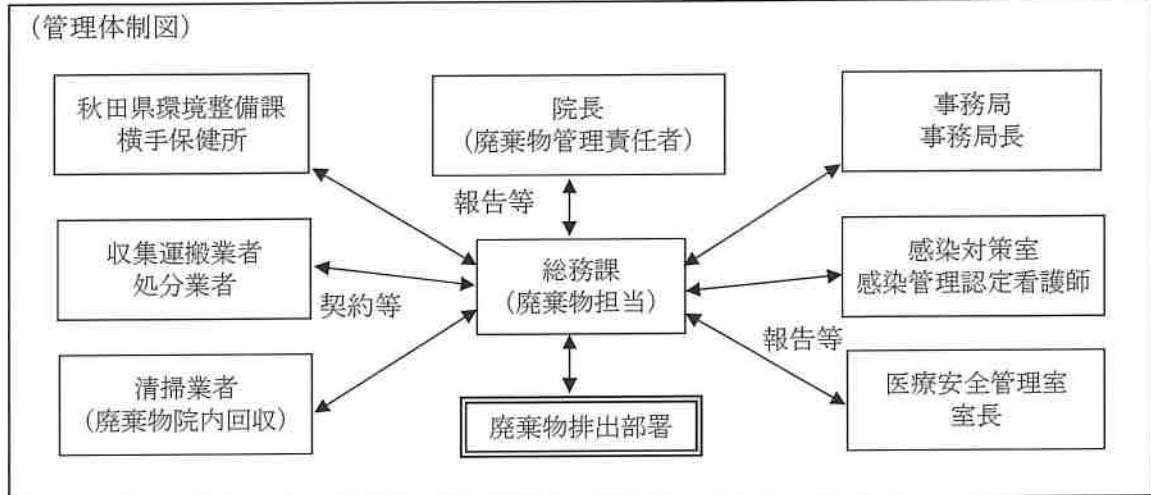 (管理体制図)
秋田県環境整備課
横手保健所
院長
(廃棄物管理責任者)
事務局
事務局長
報告等
収集運搬業者
処分業者
契約等
総務課
(廃棄物担当)
感染対策室
感染管理認定看護師
報告等
清掃業者
(廃棄物院内回収)
廃棄物排出部署
医療安全管理室
室長